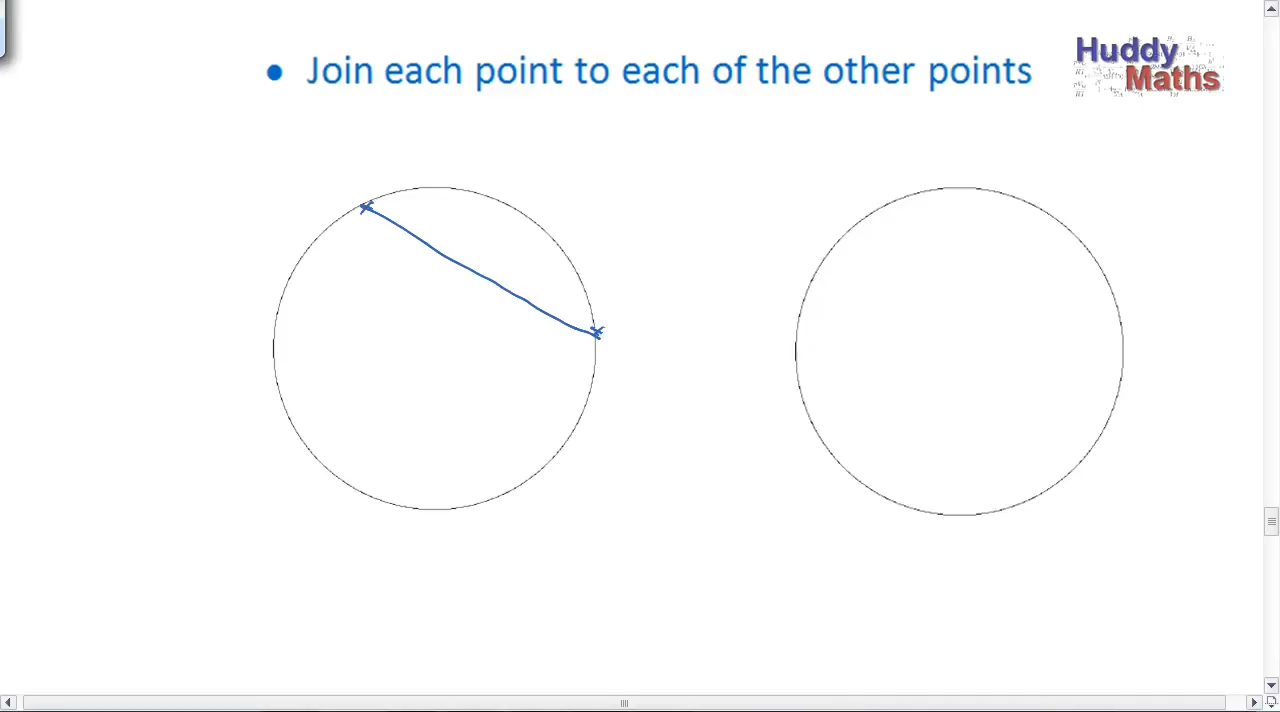 • Join each point to each of the other points
Huddy
Maths